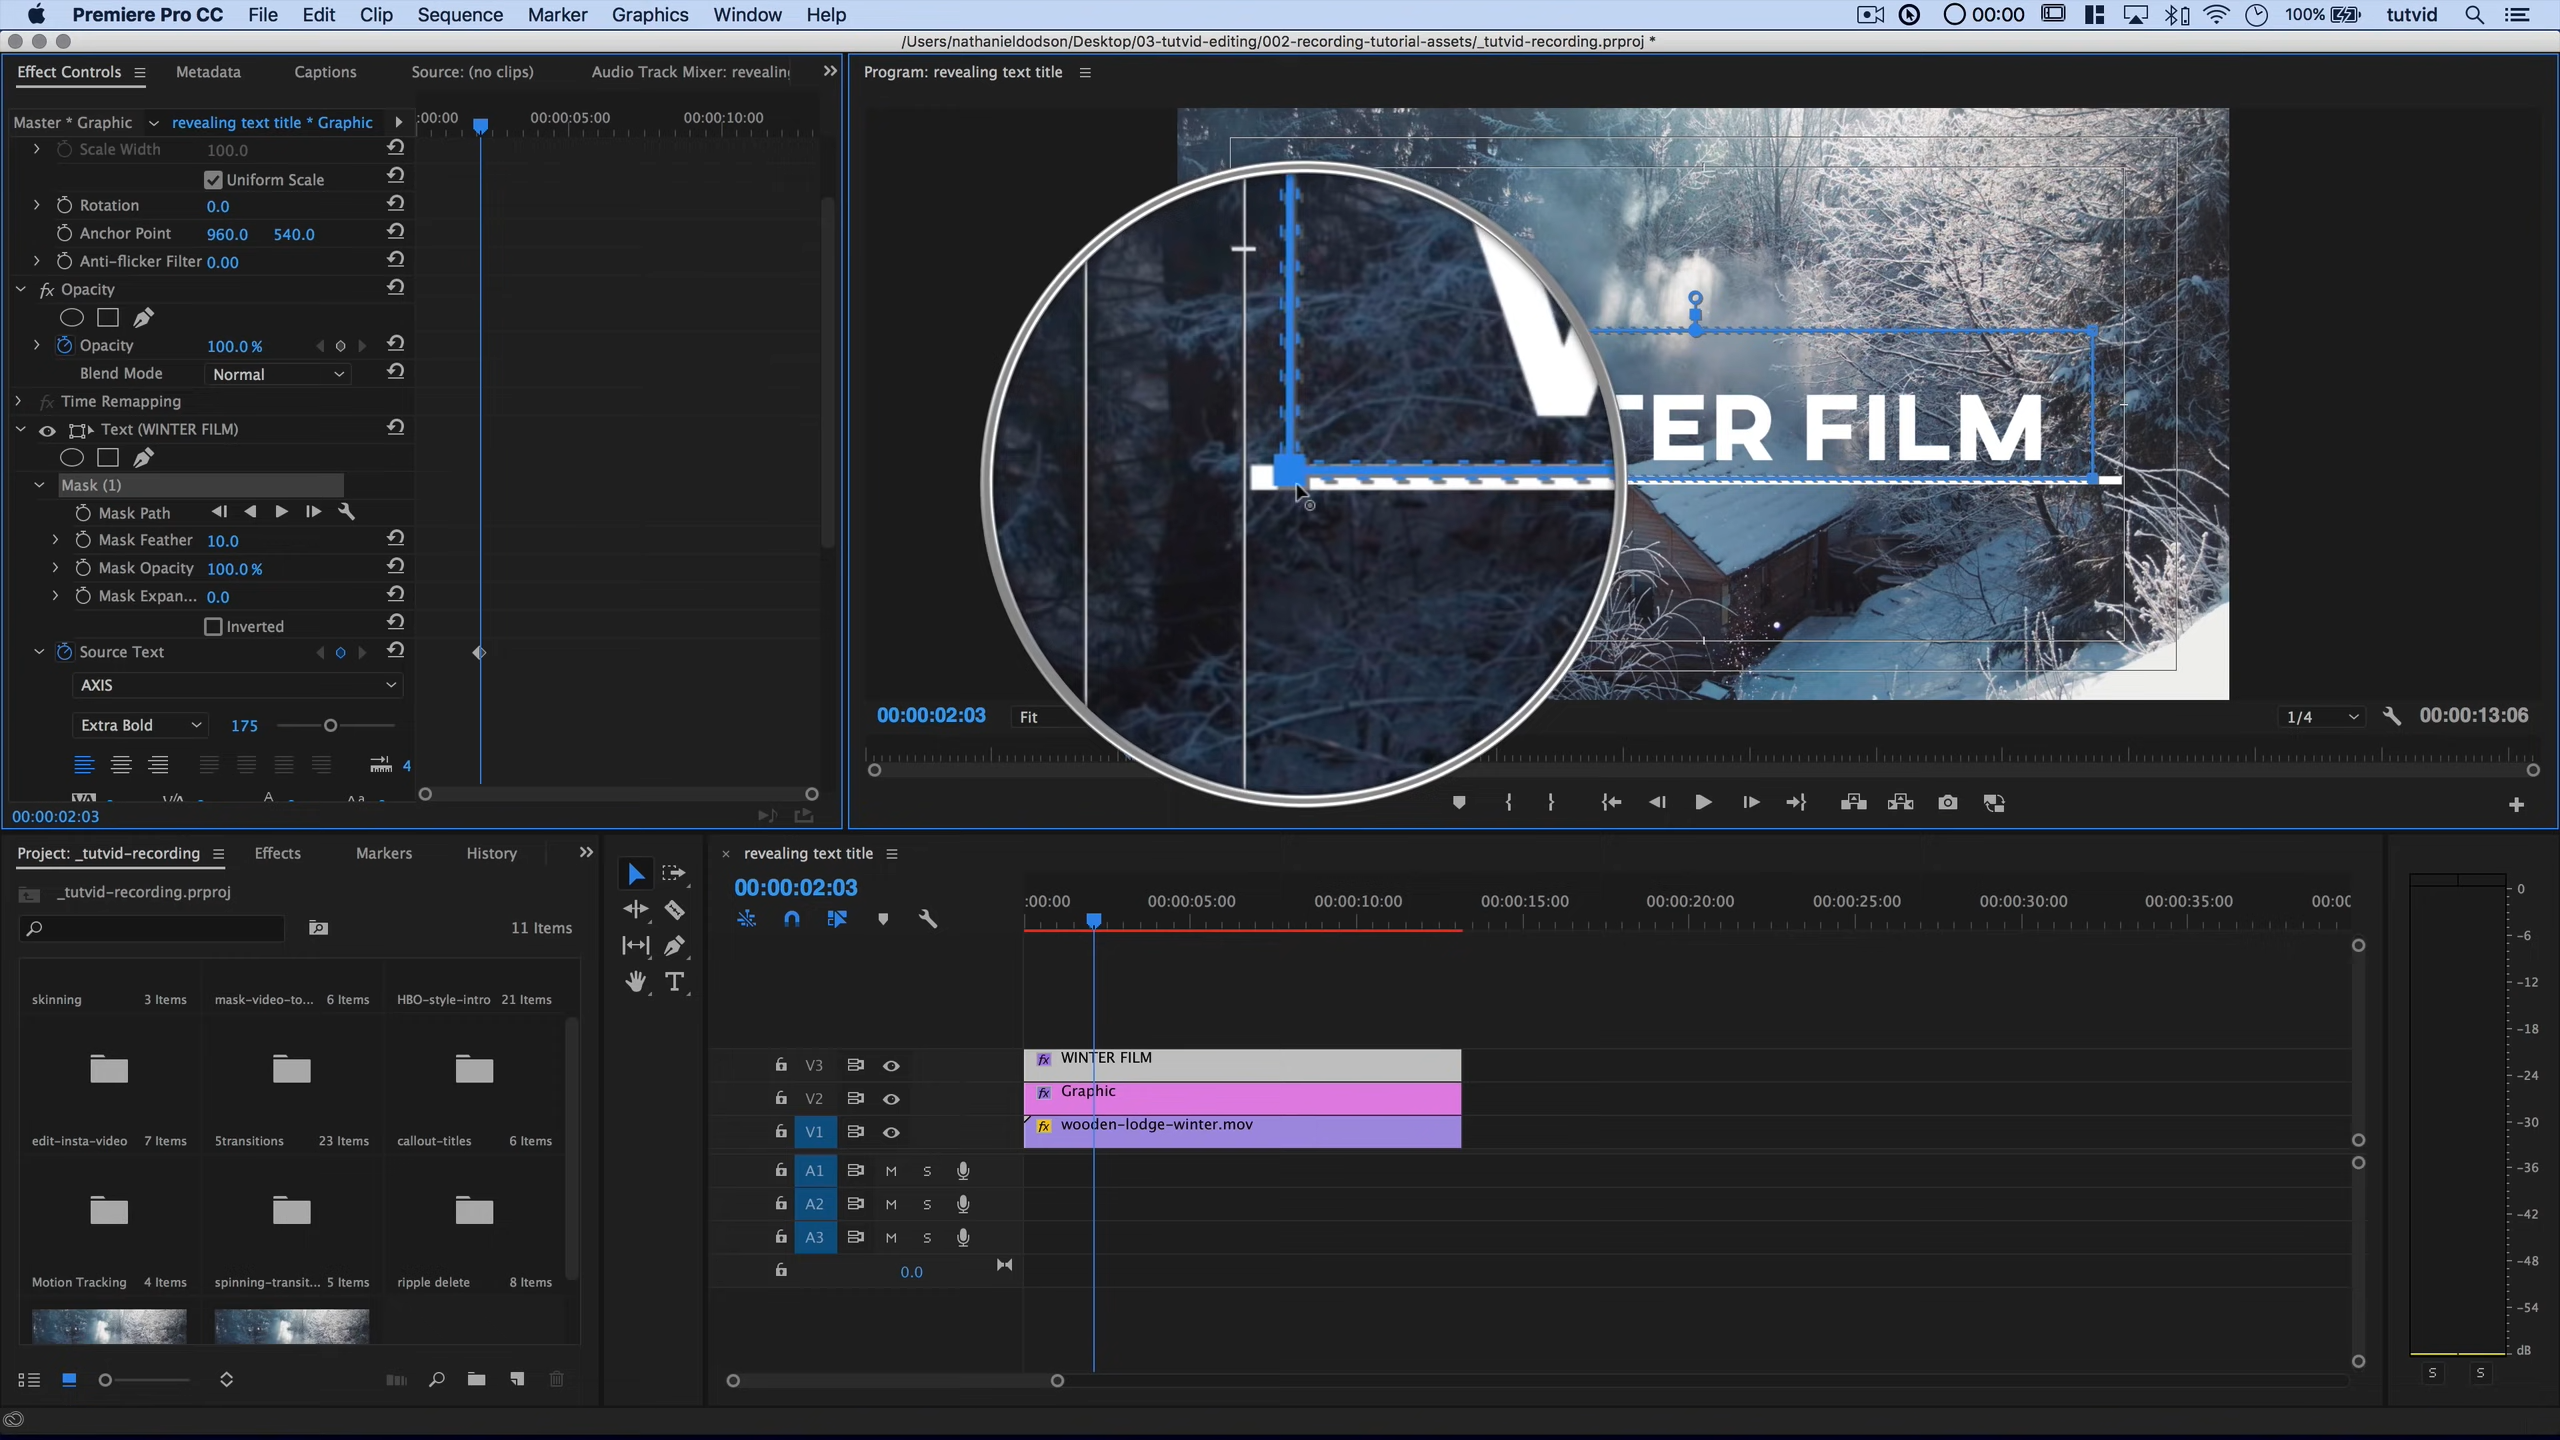 Premiere Pro CC File Edit Clip Sequence Marker Graphics Window Help 00:00 100% tutvid
/Users/nathanieldodson/Desktop/03-tutvid-editing/002-recording-tutorial-assets/_tutvid-recording.prproj *
Effect Controls Metadata Captions Source: (no clips) Audio Track Mixer: revealing
Program: revealing text title
Master * Graphic revealing text title * Graphic
:00:00 00:00:05:00 00:00:10:00
Scale Width 100.0
Uniform Scale
Rotation 0.0
Anchor Point 960.0 540.0
Anti-flicker Filter 0.00
fx Opacity
Opacity 100.0 %
Blend Mode Normal
fx Time Remapping
Text (WINTER FILM)
Mask (1)
Mask Path
Mask Feather 10.0
Mask Opacity 100.0 %
Mask Expan... 0.0
Inverted
Source Text
AXIS
Extra Bold 175
4
00:00:02:03
TER FILM
00:00:02:03 Fit 1/4 00:00:13:06
Project: _tutvid-recording Effects Markers History
_tutvid-recording.prproj
11 Items
skinning 3 Items mask-video-to... 6 Items HBO-style-intro 21 Items
edit-insta-video 7 Items 5transitions 23 Items callout-titles 6 Items
Motion Tracking 4 Items spinning-transit... 5 Items ripple delete 8 Items
T
× revealing text title
00:00:02:03
:00:00 00:00:05:00 00:00:10:00 00:00:15:00 00:00:20:00 00:00:25:00 00:00:30:00 00:00:35:00 00:00
V3 fx WINTER FILM
V2 fx Graphic
V1 fx wooden-lodge-winter.mov
A1 M S
A2 M S
A3 M S
0.0
0
-6
-12
-18
-24
-30
-36
-42
-48
-54
dB
S S